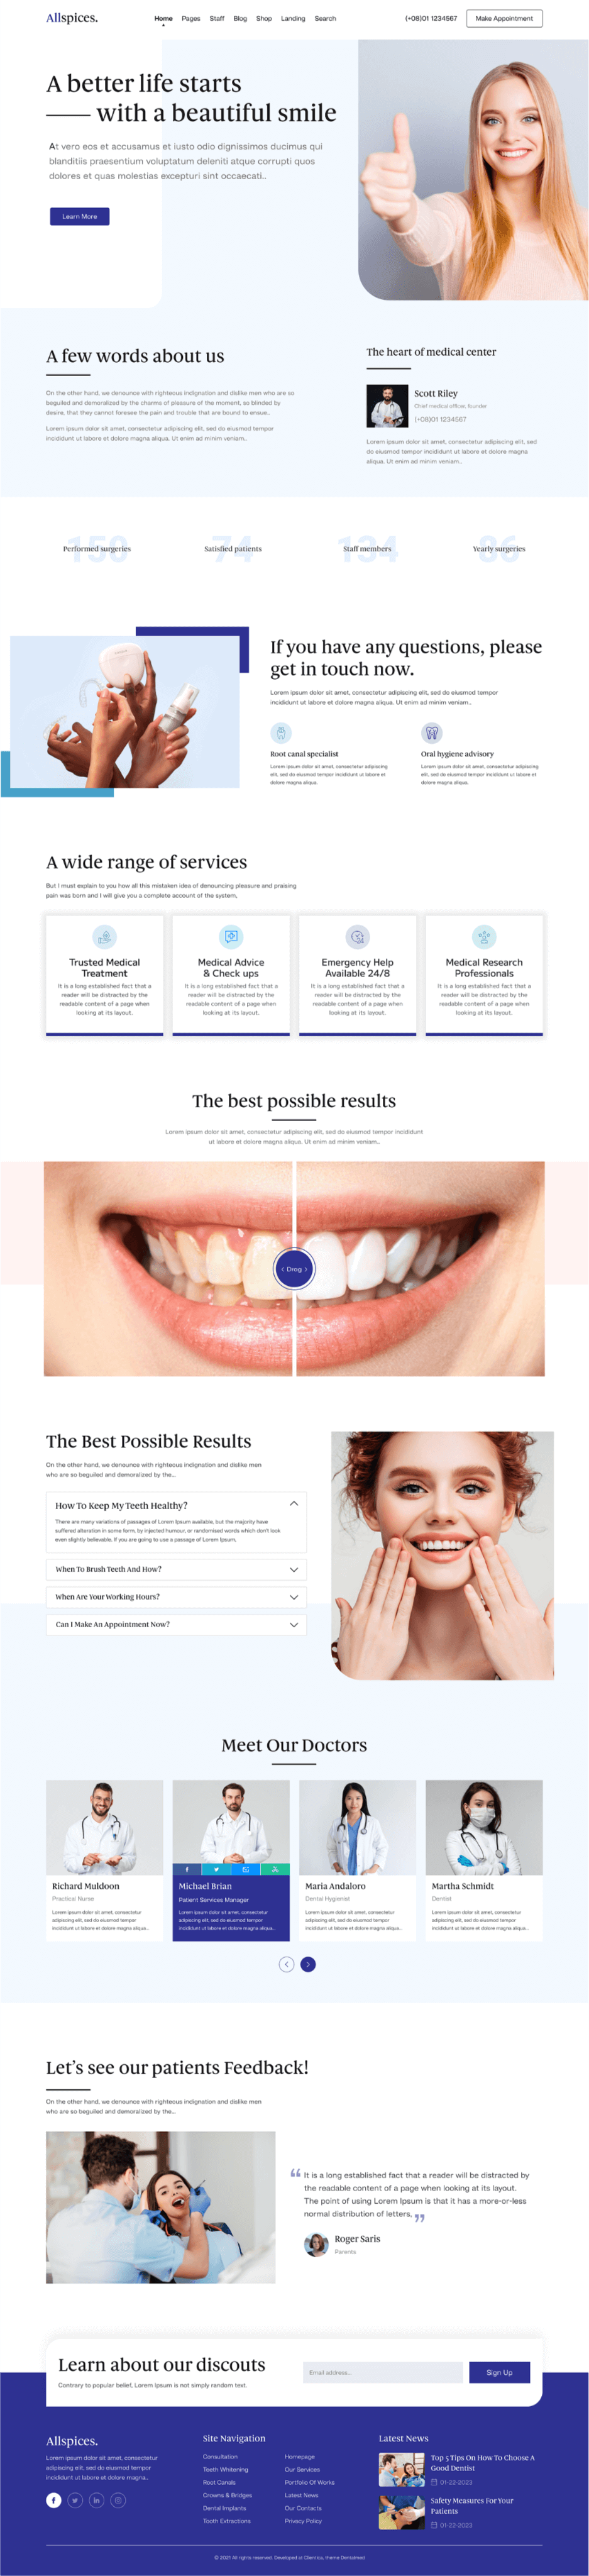 Allspices.
Home Pages Staff Blog Shop Landing Search
(+08)01 1234567
Make Appointment
A better life starts
with a beautiful smile
At vero eos et accusamus et iusto odio dignissimos ducimus qui
blanditiis praesentium voluptatum deleniti atque corrupti quos
dolores et quas molestias excepturi sint occaecati..
Learn More
A few words about us
On the other hand, we denounce with righteous indignation and dislike men who are so
beguiled and demoralized by the charms of pleasure of the moment, so blinded by
desire, that they cannot foresee the pain and trouble that are bound to ensue..
Lorem ipsum dolor sit amet, consectetur adipiscing elit, sed do eiusmod tempor
incididunt ut labore et dolore magna aliqua. Ut enim ad minim veniam..
The heart of medical center
Scott Riley
Chief medical officer, founder
(+08)01 1234567
Lorem ipsum dolor sit amet, consectetur adipiscing elit, sed
do eiusmod tempor incididunt ut labore et dolore magna
aliqua. Ut enim ad minim veniam..
150
Performed surgeries
74
Satisfied patients
134
Staff members
86
Yearly surgeries
If you have any questions, please
get in touch now.
Lorem ipsum dolor sit amet, consectetur adipiscing elit, sed do eiusmod tempor
incididunt ut labore et dolore magna aliqua. Ut enim ad minim veniam..
Root canal specialist
Lorem ipsum dolor sit amet, consectetur adipiscing
elit, sed do eiusmod tempor incididunt ut labore et
dolore magna aliqua.
Oral hygiene advisory
Lorem ipsum dolor sit amet, consectetur adipiscing
elit, sed do eiusmod tempor incididunt ut labore et
dolore magna aliqua.
A wide range of services
But I must explain to you how all this mistaken idea of denouncing pleasure and praising
pain was born and I will give you a complete account of the system,
Trusted Medical
Treatment
It is a long established fact that a
reader will be distracted by the
readable content of a page when
looking at its layout.
Medical Advice
& Check ups
It is a long established fact that a
reader will be distracted by the
readable content of a page when
looking at its layout.
Emergency Help
Available 24/8
It is a long established fact that a
reader will be distracted by the
readable content of a page when
looking at its layout.
Medical Research
Professionals
It is a long established fact that a
reader will be distracted by the
readable content of a page when
looking at its layout.
The best possible results
Lorem ipsum dolor sit amet, consectetur adipiscing elit, sed do eiusmod tempor incididunt
ut labore et dolore magna aliqua. Ut enim ad minim veniam..
< Drag >
The Best Possible Results
On the other hand, we denounce with righteous indignation and dislike men
who are so beguiled and demoralized by the...
How To Keep My Teeth Healthy?
There are many variations of passages of Lorem Ipsum available, but the majority have
suffered alteration in some form, by injected humour, or randomised words which don't look
even slightly believable. If you are going to use a passage of Lorem Ipsum.
When To Brush Teeth And How?
When Are Your Working Hours?
Can I Make An Appointment Now?
Meet Our Doctors
Richard Muldoon
Practical Nurse
Lorem ipsum dolor sit amet, consectetur
adipiscing elit, sed do eiusmod tempor
incididunt ut labore et dolore magna aliqua..
Michael Brian
Patient Services Manager
Lorem ipsum dolor sit amet, consectetur
adipiscing elit, sed do eiusmod tempor
incididunt ut labore et dolore magna aliqua..
Maria Andaloro
Dental Hygienist
Lorem ipsum dolor sit amet, consectetur
adipiscing elit, sed do eiusmod tempor
incididunt ut labore et dolore magna aliqua..
Martha Schmidt
Dentist
Lorem ipsum dolor sit amet, consectetur
adipiscing elit, sed do eiusmod tempor
incididunt ut labore et dolore magna aliqua..
Let's see our patients Feedback!
On the other hand, we denounce with righteous indignation and dislike men
who are so beguiled and demoralized by the...
“ It is a long established fact that a reader will be distracted by
the readable content of a page when looking at its layout.
The point of using Lorem Ipsum is that it has a more-or-less
normal distribution of letters. ”
Roger Saris
Parents
Learn about our discouts
Contrary to popular belief, Lorem Ipsum is not simply random text.
Email address...
Sign Up
Allspices.
Lorem ipsum dolor sit amet, consectetur
adipiscing elit, sed do eiusmod tempor
incididunt ut labore et dolore magna..
Site Navigation
Consultation
Teeth Whitening
Root Canals
Crowns & Bridges
Dental Implants
Tooth Extractions
Homepage
Our Services
Portfolio Of Works
Latest News
Our Contacts
Privacy Policy
Latest News
Top 5 Tips On How To Choose A
Good Dentist
01-22-2023
Safety Measures For Your
Patients
01-22-2023
© 2021 All rights reserved. Developed at Clientica, theme Dentalmed